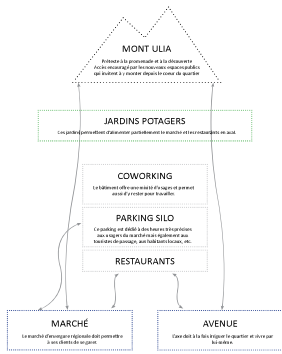 MONT ULIA
Prétexte à la promenade et à la découverte
Accès encouragé par les nouveaux espaces publics
qui invitent à y monter depuis le coeur du quartier
JARDINS POTAGERS
Les jardins permettent d'alimenter partiellement le marché et les restaurants en aval.
COWORKING
Le bâtiment offre une mixité d'usages et permet
aussi d'y rester pour travailler.
PARKING SILO
Ce parking est dédié à des heures très précises
aux usagers du marché mais également aux
touristes de passage, aux habitants locaux, etc.
RESTAURANTS
MARCHÉ
Le marché d'envergure régionale doit permettre
à ses clients de se garer.
AVENUE
L'axe doit à la fois irriguer le quartier et vivre par
lui-même.